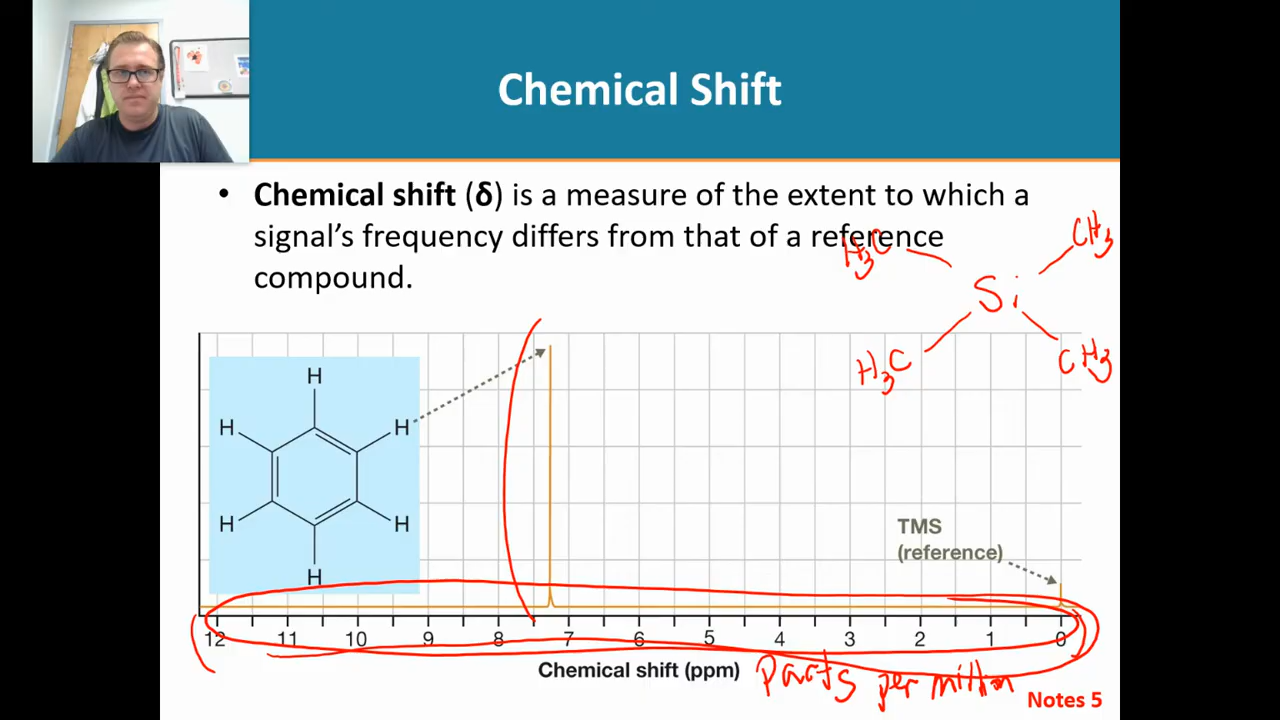 Chemical Shift
• Chemical shift (δ) is a measure of the extent to which a
signal’s frequency differs from that of a reference
compound.
H3C
CH3
Si
H3C
CH3
H
H
H
H
H
H
TMS
(reference)
12 11 10 9 8 7 6 5 4 3 2 1 0
Chemical shift (ppm)
Parts per million
Notes 5